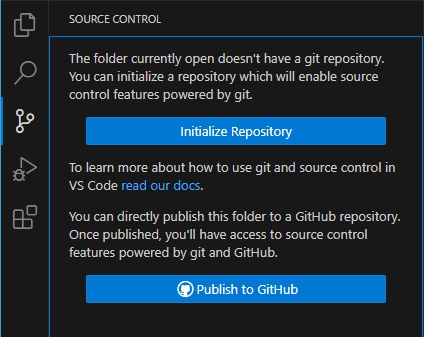 SOURCE CONTROL
The folder currently open doesn't have a git repository.
You can initialize a repository which will enable source
control features powered by git.
Initialize Repository
To learn more about how to use git and source control in
VS Code read our docs.
You can directly publish this folder to a GitHub repository.
Once published, you'll have access to source control
features powered by git and GitHub.
Publish to GitHub